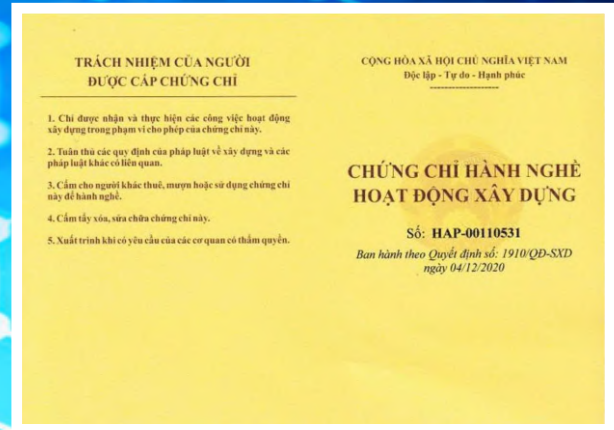 TRÁCH NHIỆM CỦA NGƯỜI
ĐƯỢC CẤP CHỨNG CHỈ
1. Chỉ được nhận và thực hiện các công việc hoạt động
xây dựng trong phạm vi cho phép của chứng chỉ này.
2. Tuân thủ các quy định của pháp luật về xây dựng và các
pháp luật khác có liên quan.
3. Cấm cho người khác thuê, mượn hoặc sử dụng chứng chỉ
này để hành nghề.
4. Cấm tẩy xóa, sửa chữa chứng chỉ này.
5. Xuất trình khi có yêu cầu của các cơ quan có thẩm quyền.
CỘNG HÒA XÃ HỘI CHỦ NGHĨA VIỆT NAM
Độc lập - Tự do - Hạnh phúc
CHỨNG CHỈ HÀNH NGHỀ
HOẠT ĐỘNG XÂY DỰNG
Số: HAP-00110531
Ban hành theo Quyết định số: 1910/QĐ-SXD
ngày 04/12/2020